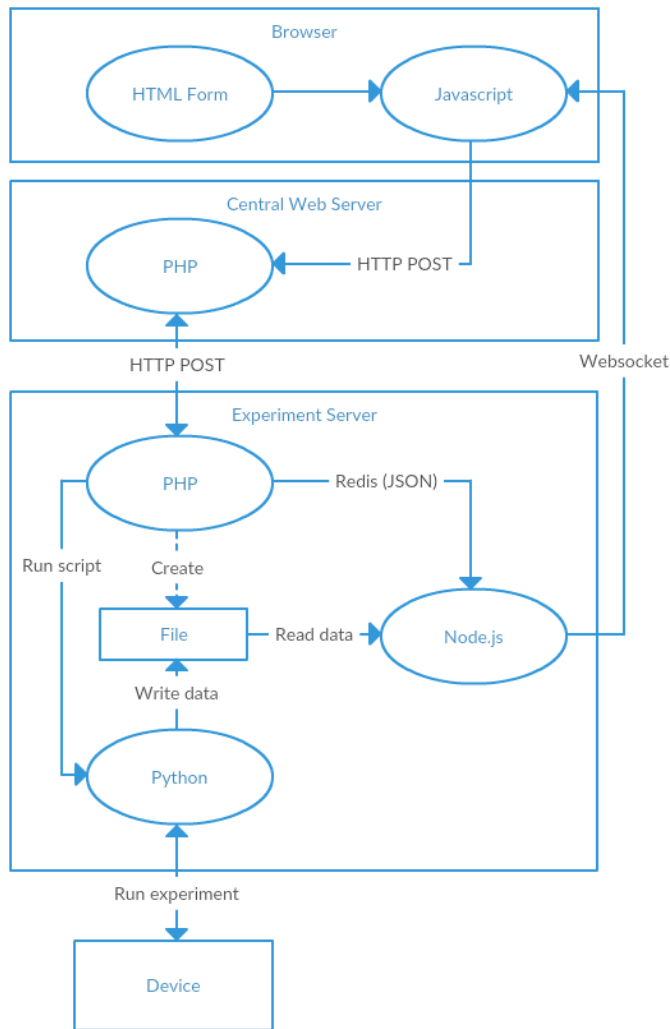 Browser
HTML Form
Javascript
Central Web Server
PHP
HTTP POST
HTTP POST
Websocket
Experiment Server
PHP
Redis (JSON)
Run script
Create
File
Read data
Node.js
Write data
Python
Run experiment
Device